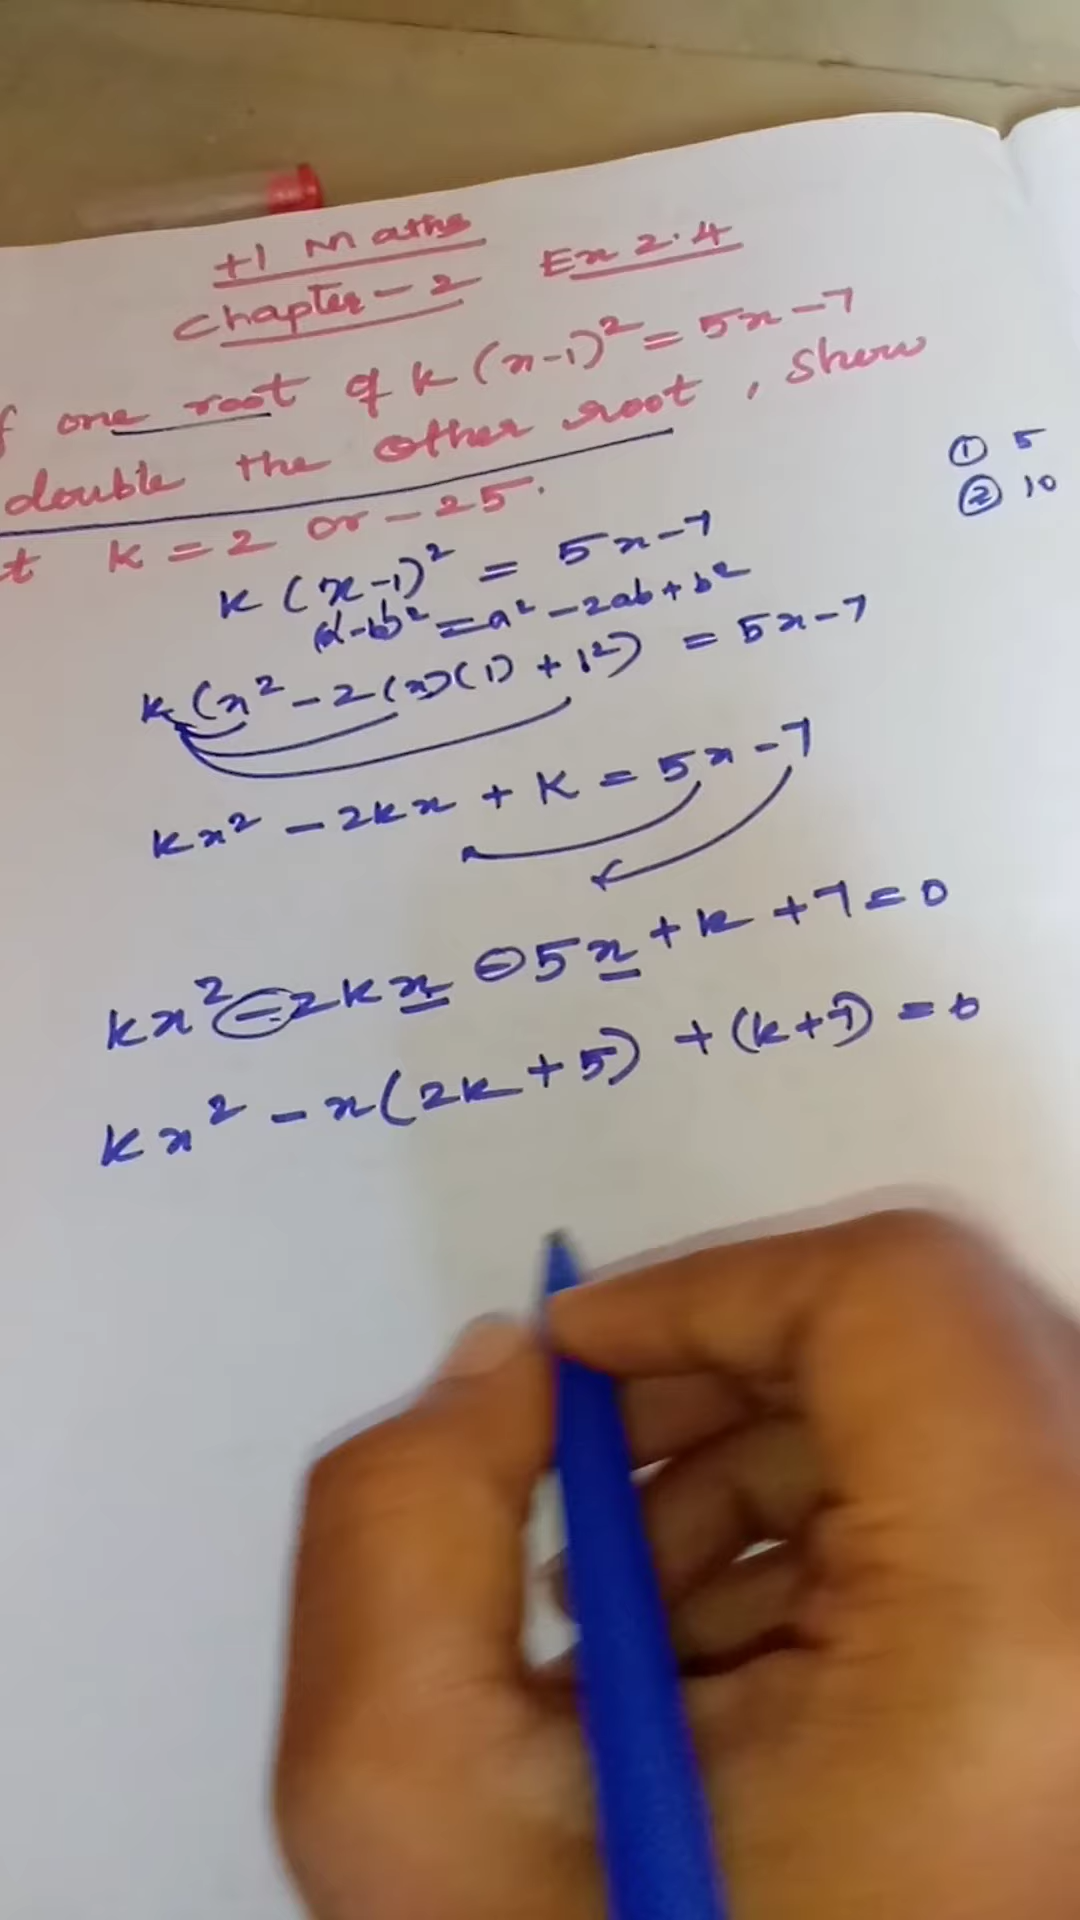 +1 Maths
Chapter - 2 Ex 2.4
f one root of k(x-1)² = 5x-7
double the other root, show
t k = 2 or -25.
① 5
② 10
k(x-1)² = 5x-7
(a-b)² = a² - 2ab + b²
k(x² - 2(x)(1) + 1²) = 5x-7
kx² - 2kx + k = 5x-7
kx² - 2kx - 5x + k + 7 = 0
kx² - x(2k+5) + (k+7) = 0